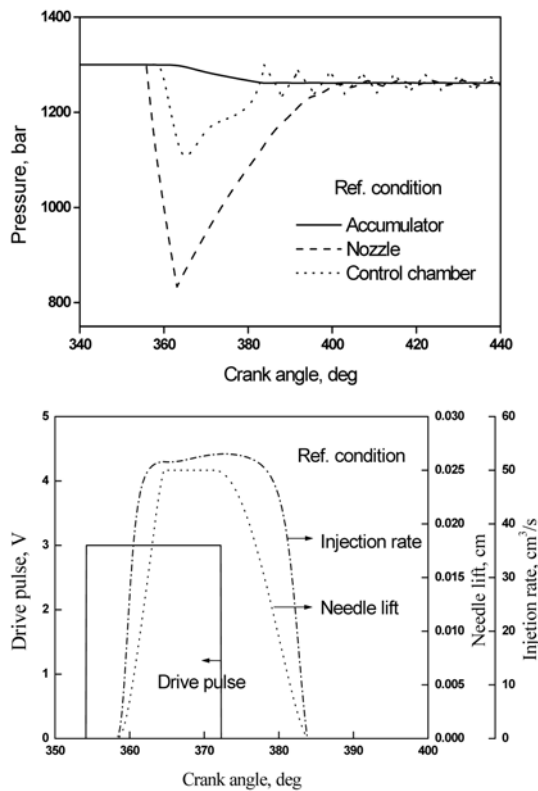 1400
1200
1000
800
Pressure, bar
Ref. condition
Accumulator
Nozzle
Control chamber
340 360 380 400 420 440
Crank angle, deg
5
4
3
2
1
0
Drive pulse, V
Ref. condition
Injection rate
Needle lift
Drive pulse
0.030
0.025
0.020
0.015
0.010
0.005
0.000
Needle lift, cm
60
50
40
30
20
10
0
Injetion rate, cm³/s
350 360 370 380 390 400
Crank angle, deg